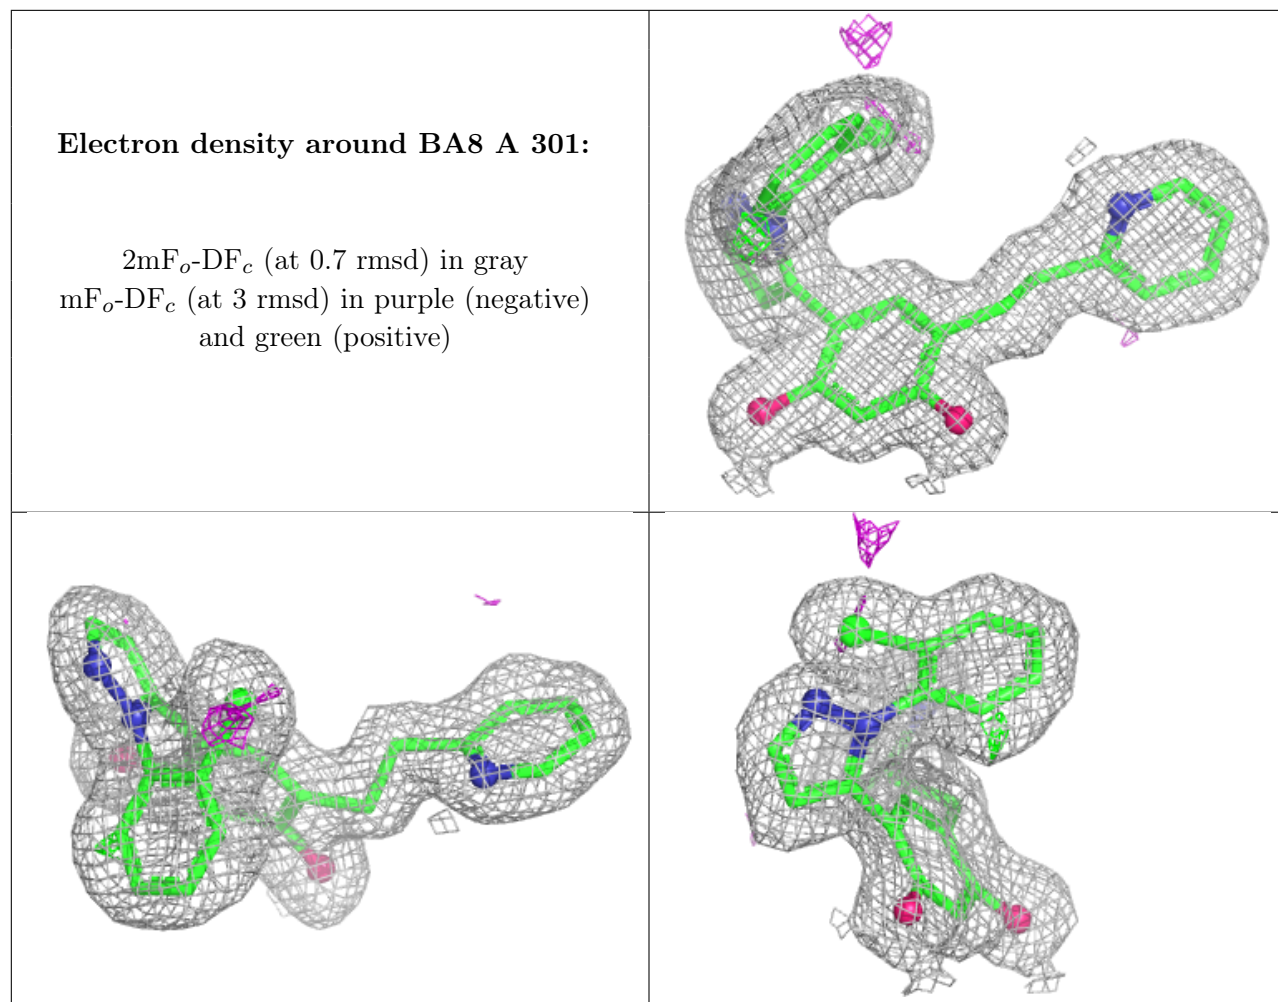 Electron density around BA8 A 301:
2mFo-DFc (at 0.7 rmsd) in gray
mFo-DFc (at 3 rmsd) in purple (negative)
and green (positive)